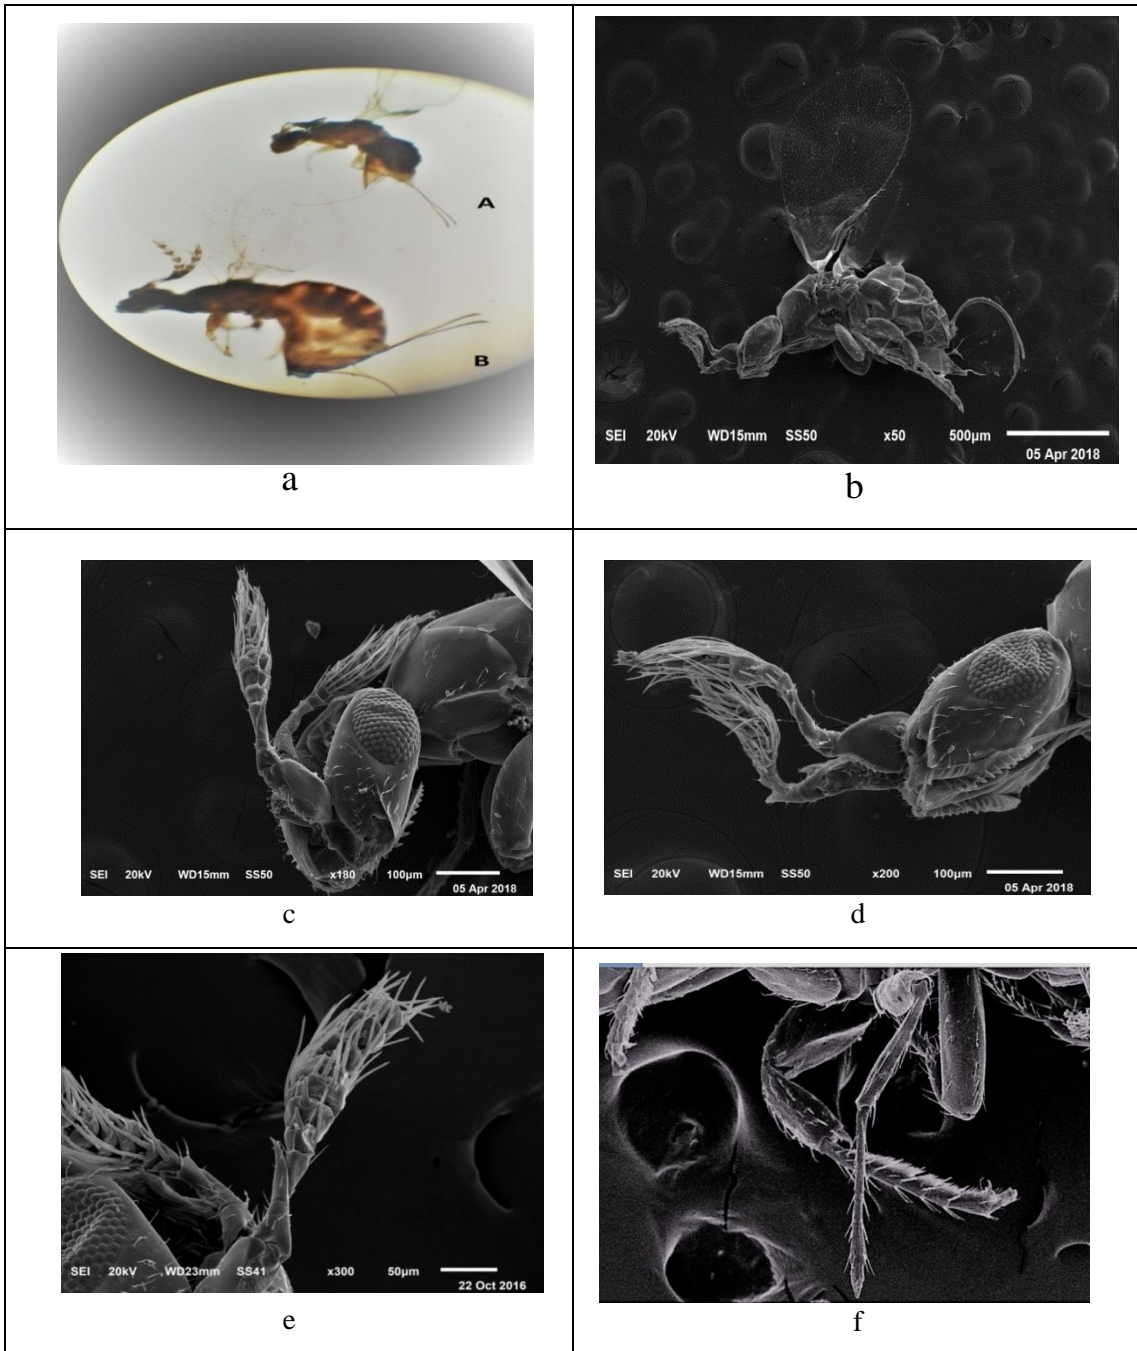 A
B
a
SEI 20kV WD15mm SS50 x50 500µm
05 Apr 2018
b
SEI 20kV WD15mm SS50 x180 100µm
05 Apr 2018
c
SEI 20kV WD15mm SS50 x200 100µm
05 Apr 2018
d
SEI 20kV WD23mm SS41 x300 50µm
22 Oct 2016
e
f